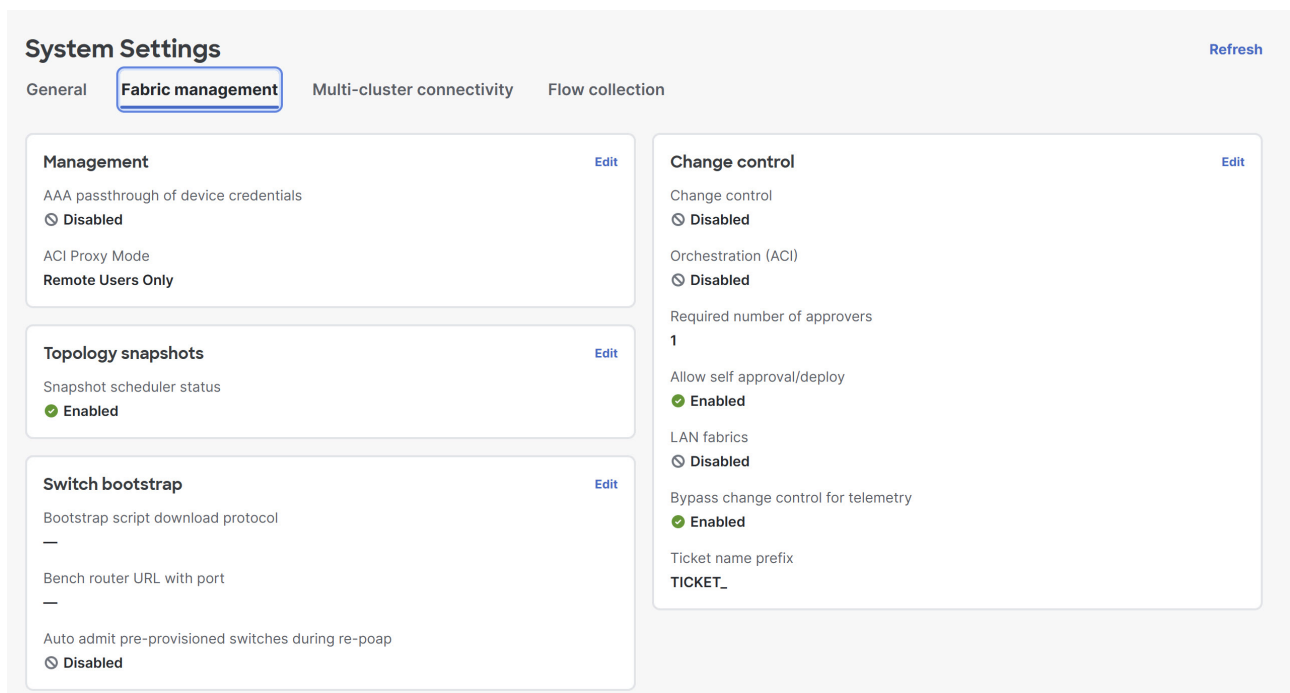 System Settings
Refresh
General Fabric management Multi-cluster connectivity Flow collection
Management Edit
AAA passthrough of device credentials
Disabled
ACI Proxy Mode
Remote Users Only
Topology snapshots Edit
Snapshot scheduler status
Enabled
Switch bootstrap Edit
Bootstrap script download protocol
—
Bench router URL with port
—
Auto admit pre-provisioned switches during re-poap
Disabled
Change control Edit
Change control
Disabled
Orchestration (ACI)
Disabled
Required number of approvers
1
Allow self approval/deploy
Enabled
LAN fabrics
Disabled
Bypass change control for telemetry
Enabled
Ticket name prefix
TICKET_